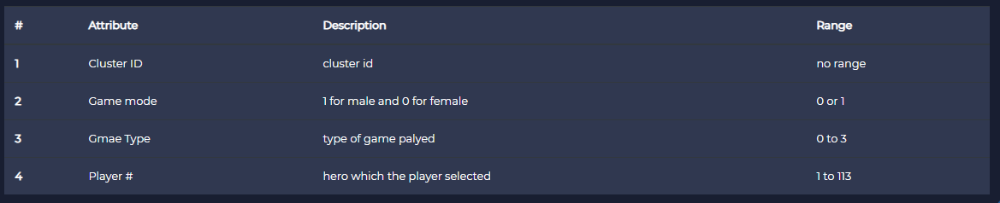 # Attribute Description Range
1 Cluster ID cluster id no range
2 Game mode 1 for male and 0 for female 0 or 1
3 Gmae Type type of game palyed 0 to 3
4 Player # hero which the player selected 1 to 113